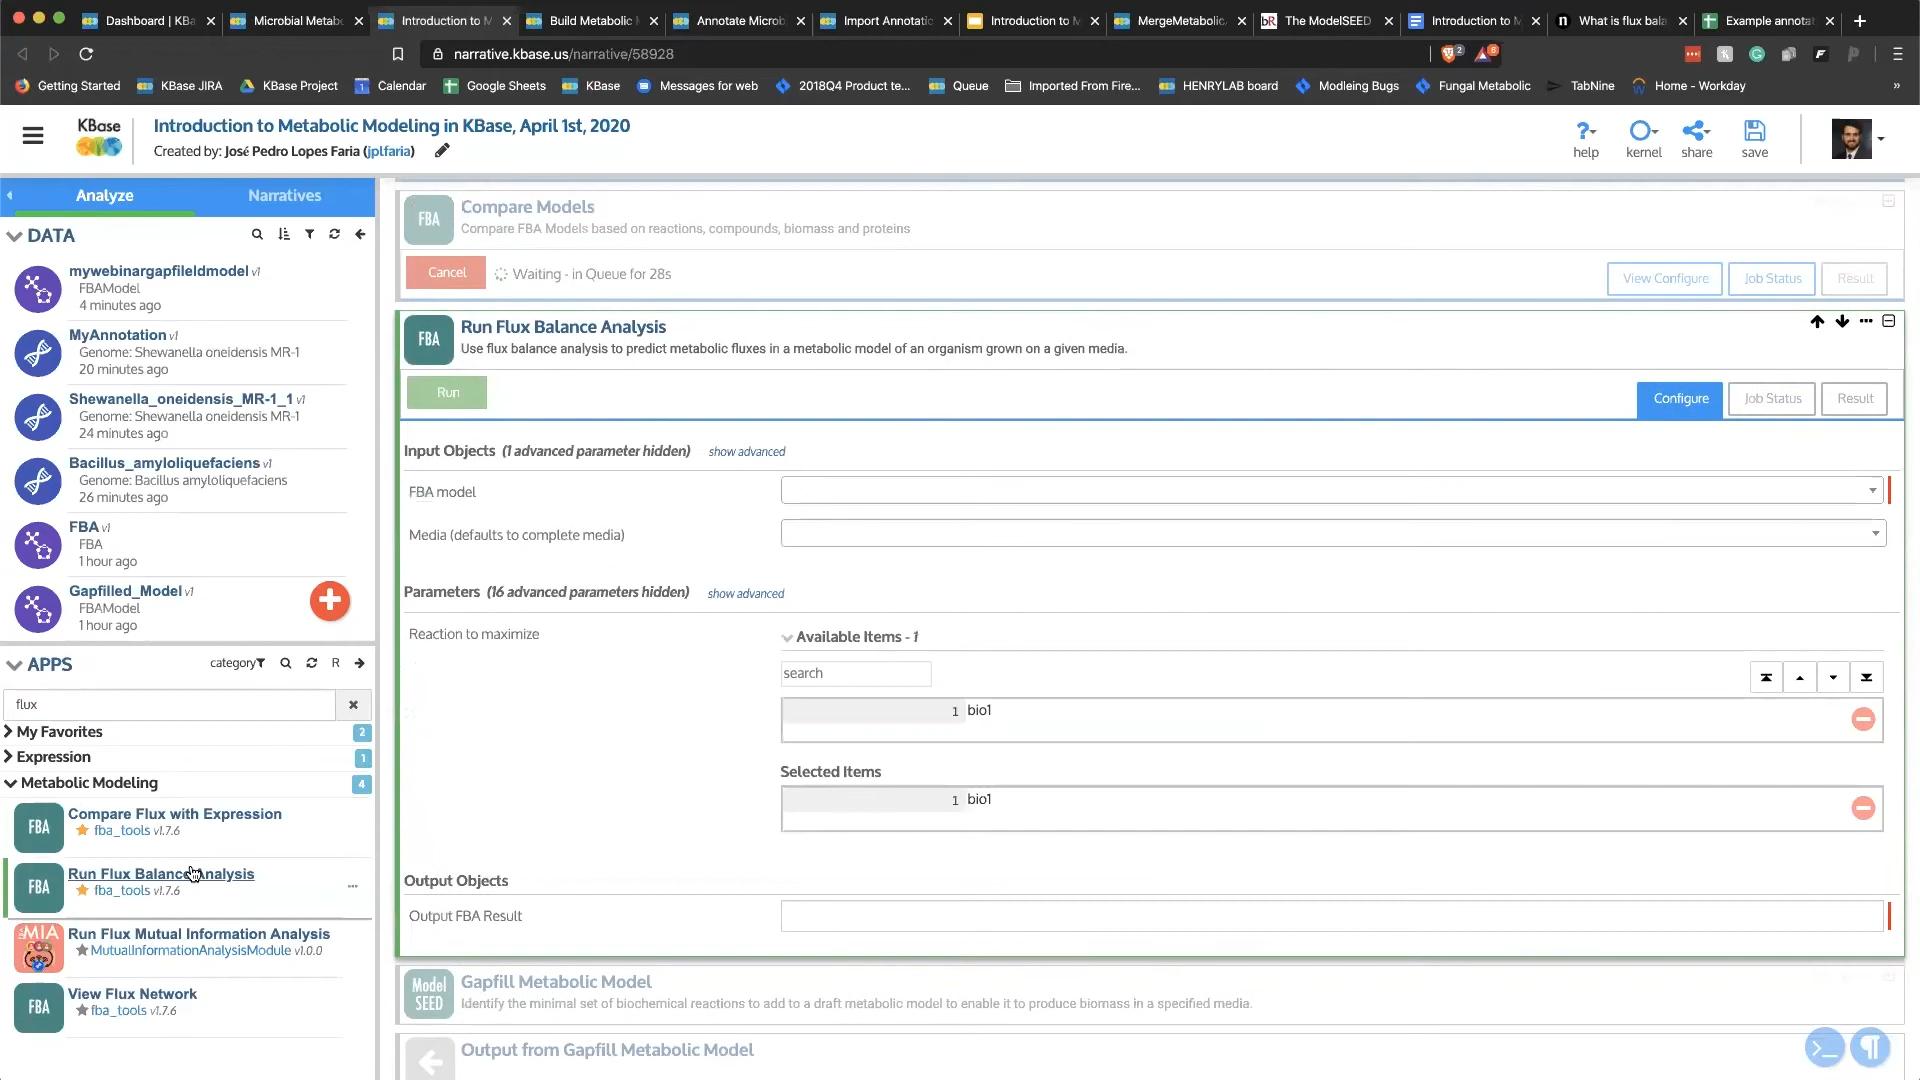 Dashboard | KBa
Microbial Metab
Introduction to M
Build Metabolic
Annotate Microb
Import Annotatic
Introduction to M
MergeMetabolic
The ModelSEED
Introduction to M
What is flux bala
Example annotat
narrative.kbase.us/narrative/58928
2
8
Getting Started
KBase JIRA
KBase Project
Calendar
Google Sheets
KBase
Messages for web
2018Q4 Product te...
Queue
Imported From Fire...
HENRYLAB board
Modleing Bugs
Fungal Metabolic
TabNine
Home - Workday
KBase
Introduction to Metabolic Modeling in KBase, April 1st, 2020
Created by: José Pedro Lopes Faria (jplfaria)
help
kernel
share
save
Analyze
Narratives
DATA
mywebinargapfileldmodel v1
FBAModel
4 minutes ago
MyAnnotation v1
Genome: Shewanella oneidensis MR-1
20 minutes ago
Shewanella_oneidensis_MR-1_1 v1
Genome: Shewanella oneidensis MR-1
24 minutes ago
Bacillus_amyloliquefaciens v1
Genome: Bacillus amyloliquefaciens
26 minutes ago
FBA v1
FBA
1 hour ago
Gapfilled_Model v1
FBAModel
1 hour ago
APPS
category
R
flux
My Favorites
2
Expression
1
Metabolic Modeling
4
FBA
Compare Flux with Expression
fba_tools v1.7.6
FBA
Run Flux Balance Analysis
fba_tools v1.7.6
MIA
Run Flux Mutual Information Analysis
MutualInformationAnalysisModule v1.0.0
FBA
View Flux Network
fba_tools v1.7.6
FBA
Compare Models
Compare FBA Models based on reactions, compounds, biomass and proteins
Cancel
Waiting - in Queue for 28s
View Configure
Job Status
Result
FBA
Run Flux Balance Analysis
Use flux balance analysis to predict metabolic fluxes in a metabolic model of an organism grown on a given media.
Run
Configure
Job Status
Result
Input Objects (1 advanced parameter hidden) show advanced
FBA model
Media (defaults to complete media)
Parameters (16 advanced parameters hidden) show advanced
Reaction to maximize
Available Items - 1
search
1 bio1
Selected Items
1 bio1
Output Objects
Output FBA Result
Model SEED
Gapfill Metabolic Model
Identify the minimal set of biochemical reactions to add to a draft metabolic model to enable it to produce biomass in a specified media.
Output from Gapfill Metabolic Model